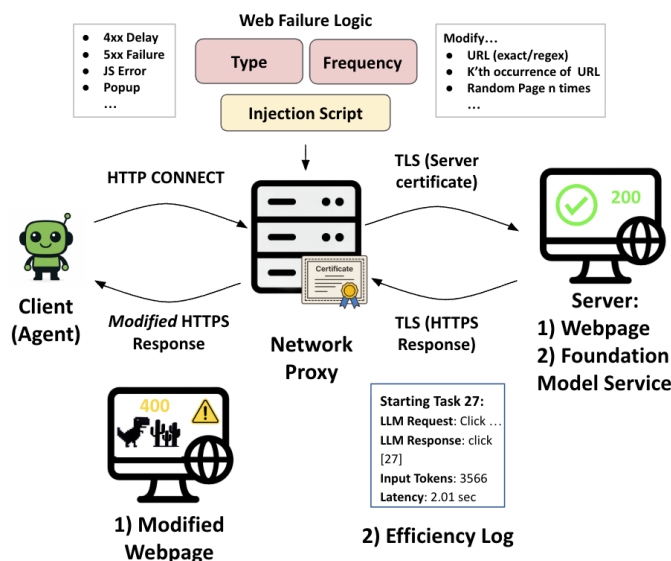 Web Failure Logic
● 4xx Delay
● 5xx Failure
● JS Error
● Popup
...
Type
Frequency
Injection Script
Modify...
● URL (exact/regex)
● K'th occurrence of URL
● Random Page n times
...
HTTP CONNECT
TLS (Server
certificate)
200
Certificate
Client
(Agent)
Modified HTTPS
Response
Network
Proxy
TLS (HTTPS
Response)
Server:
1) Webpage
2) Foundation
Model Service
400
1) Modified
Webpage
Starting Task 27:
LLM Request: Click ...
LLM Response: click
[27]
Input Tokens: 3566
Latency: 2.01 sec
2) Efficiency Log